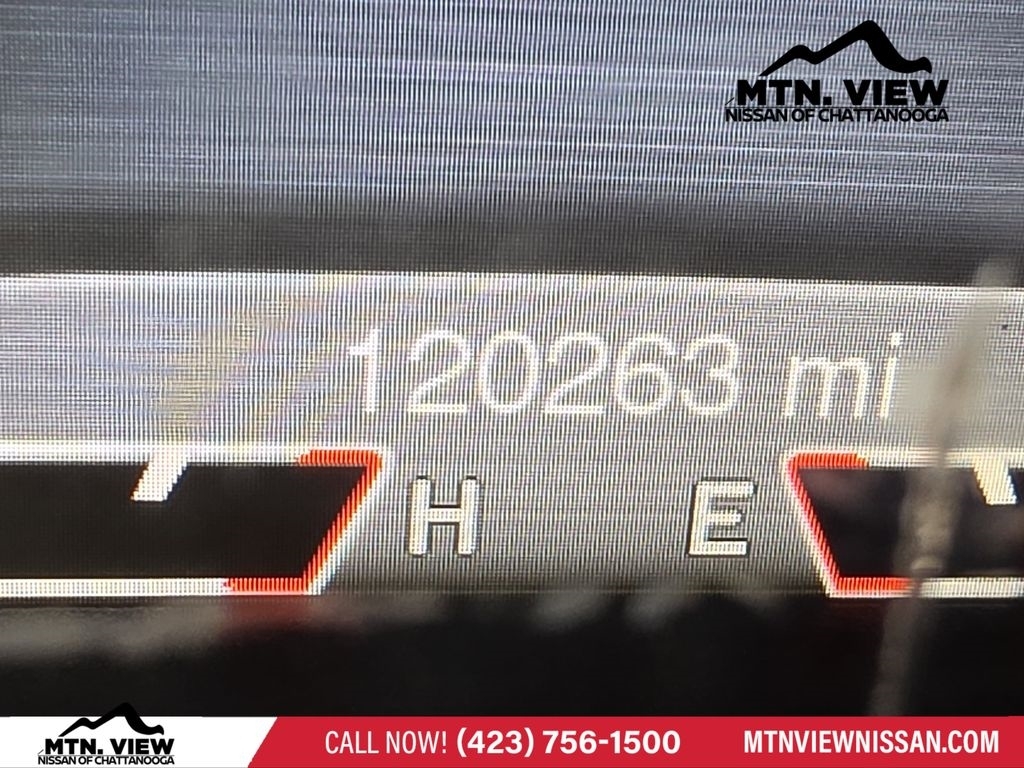 MTN. VIEW
NISSAN OF CHATTANOOGA
120263 mi
H E
MTN. VIEW
NISSAN OF CHATTANOOGA
CALL NOW! (423) 756-1500
MTNVIEWNISSAN.COM